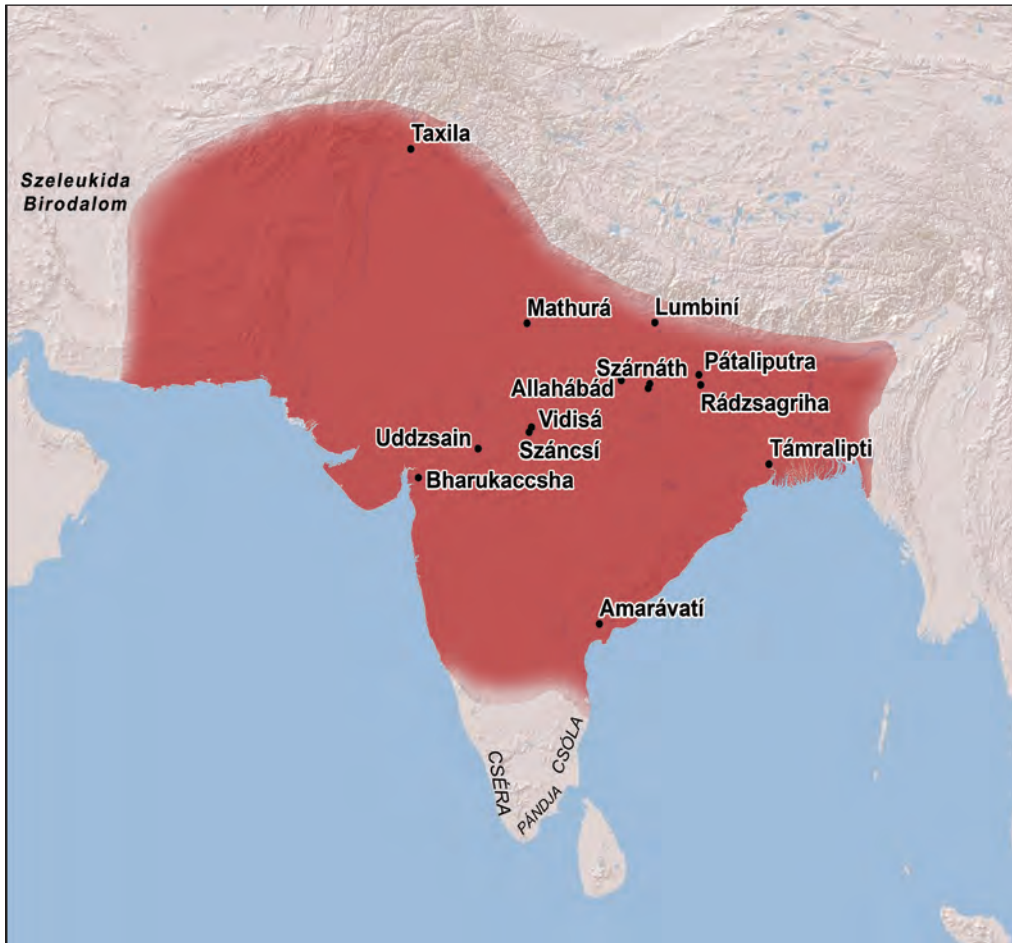 Taxila
Szeleukida
Birodalom
Mathurá
Lumbiní
Szárnáth
Pátaliputra
Allahábád
Rádzsagriha
Vidisá
Uddzsain
Száncsí
Támralipti
Bharukaccsha
Amarávatí
CSÉRA
PÁNDJA
CSÓLA